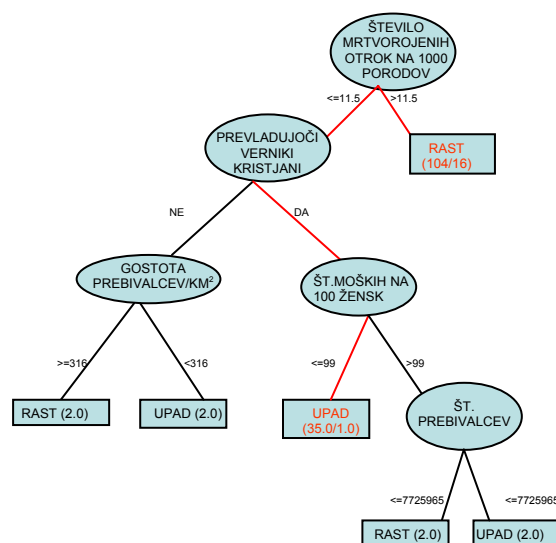 ŠTEVILO
MRTVOROJENIH
OTROK NA 1000
PORODOV
<=11.5
>11.5
PREVLADUJOČI
VERNIKI
KRISTJANI
RAST
(104/16)
NE
DA
GOSTOTA
PREBIVALCEV/KM²
ŠT.MOŠKIH NA
100 ŽENSK
>=316
<316
<=99
>99
RAST (2.0)
UPAD (2.0)
UPAD
(35.0/1.0)
ŠT.
PREBIVALCEV
<=7725965
<=7725965
RAST (2.0)
UPAD (2.0)